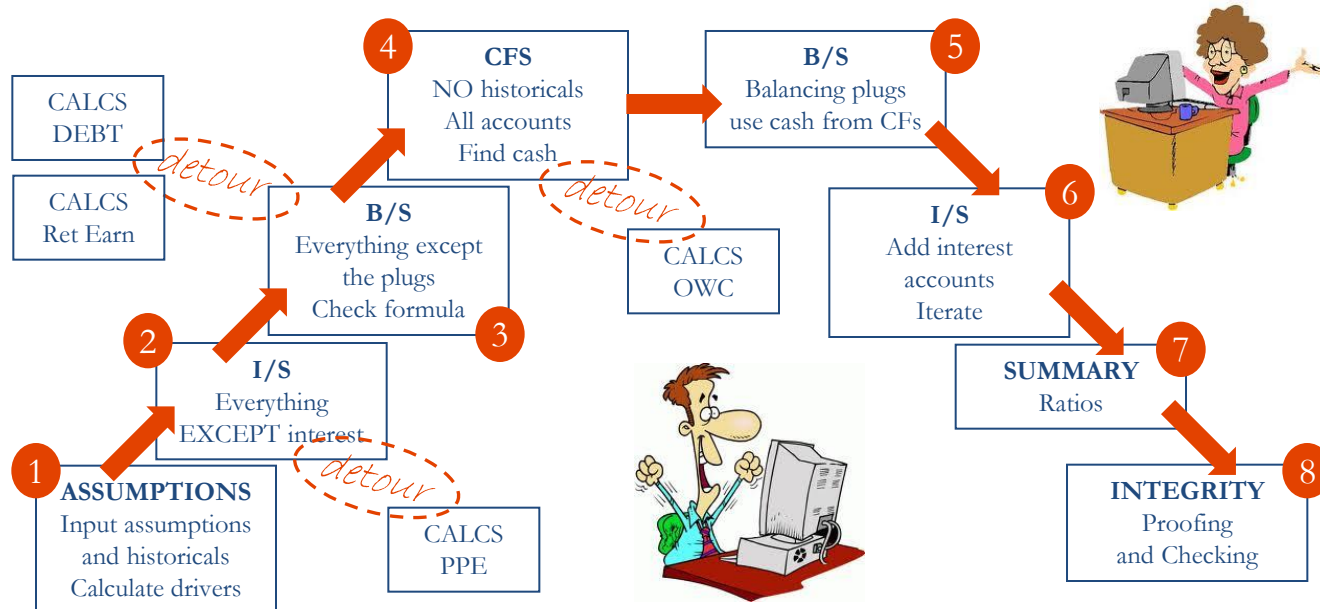 1
ASSUMPTIONS
Input assumptions
and historicals
Calculate drivers
2
I/S
Everything
EXCEPT interest
detour
CALCS
PPE
3
B/S
Everything except
the plugs
Check formula
detour
CALCS
DEBT
CALCS
Ret Earn
4
CFS
NO historicals
All accounts
Find cash
detour
CALCS
OWC
5
B/S
Balancing plugs
use cash from CFs
6
I/S
Add interest
accounts
Iterate
7
SUMMARY
Ratios
8
INTEGRITY
Proofing
and Checking